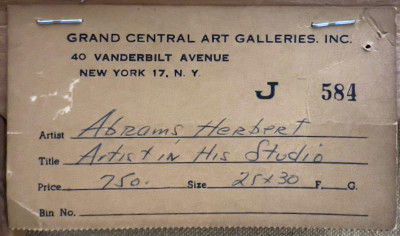 GRAND CENTRAL ART GALLERIES, INC.
40 VANDERBILT AVENUE
NEW YORK 17, N. Y.
J 584
Artist Abrams Herbert
Title Artist in His Studio
Price 750. Size 25x30 F. G.
Bin No.